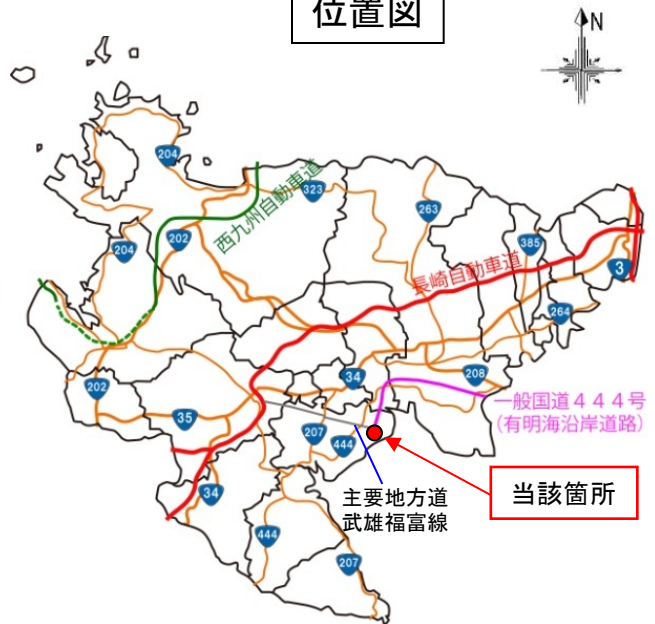 位置図
N
204
323
西九州自動車道
263
204
202
385
長崎自動車道
3
264
34
208
202
一般国道444号
(有明海沿岸道路)
35
207
444
当該箇所
34
主要地方道
武雄福富線
444
207